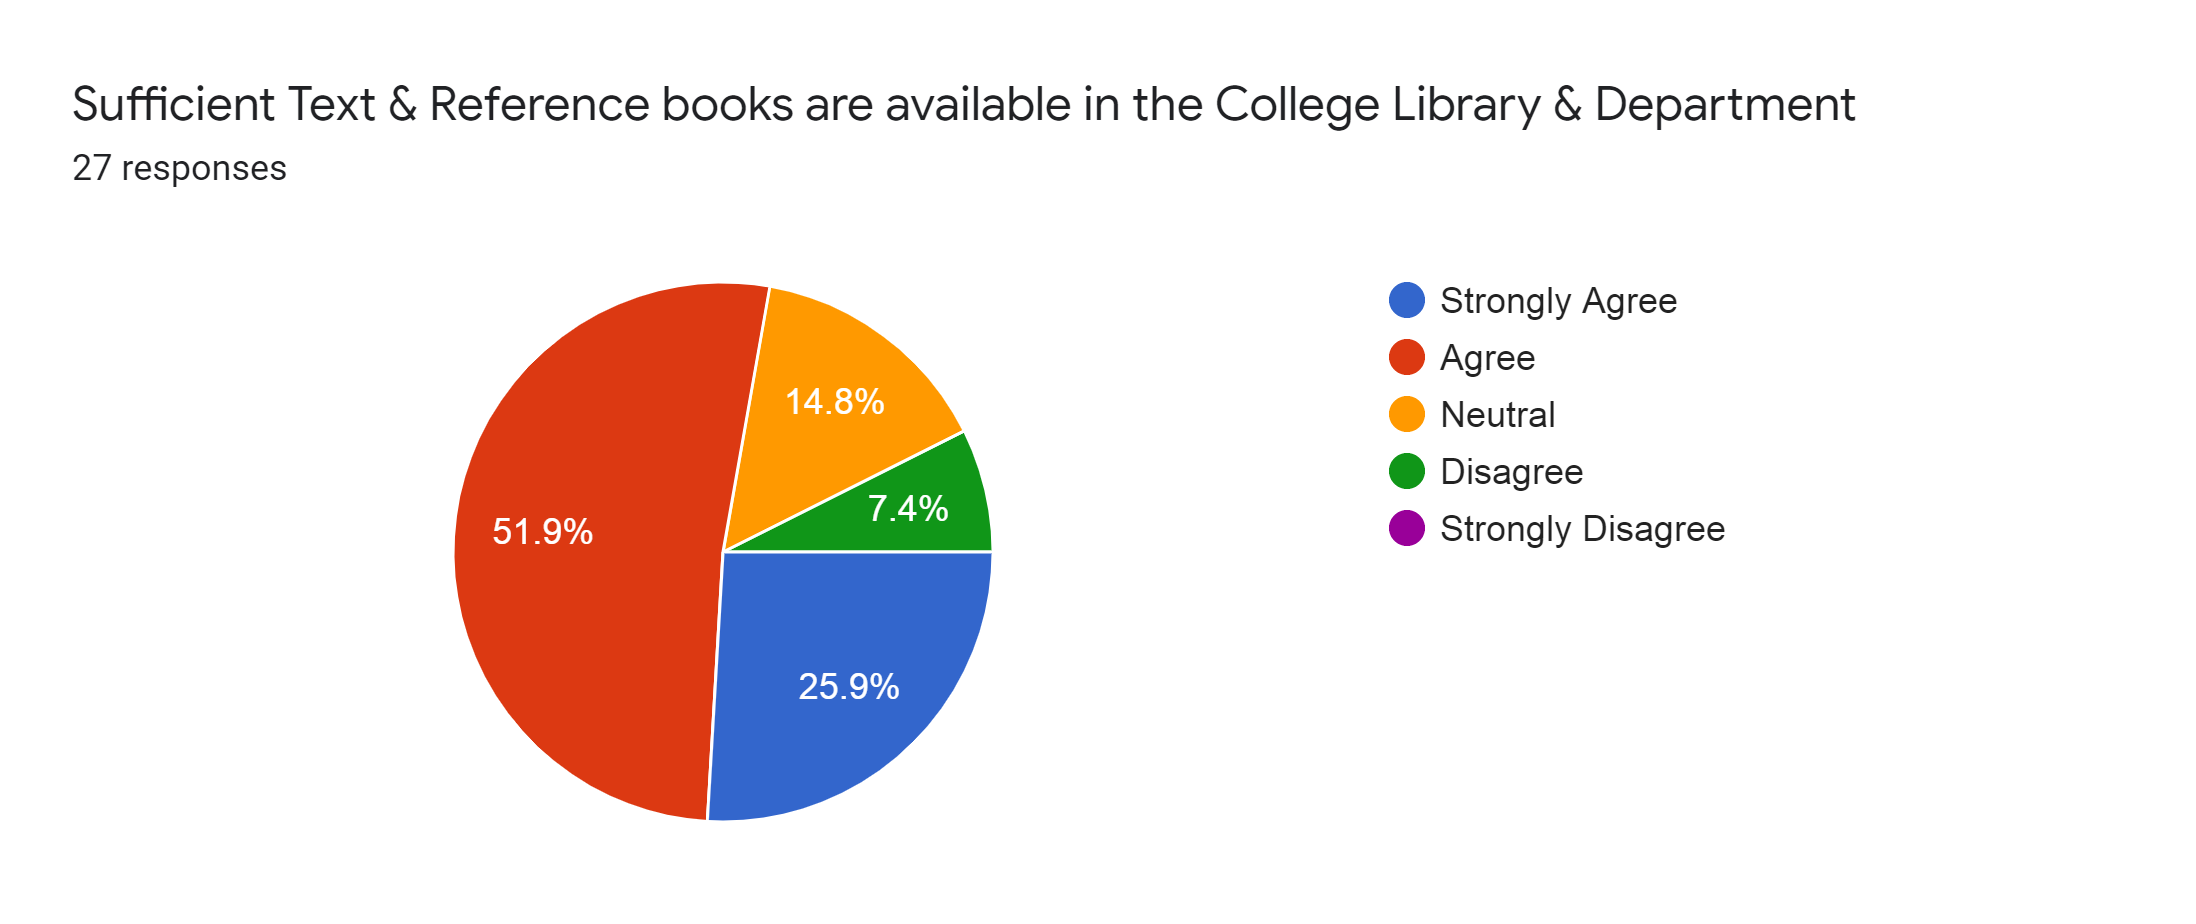 Sufficient Text & Reference books are available in the College Library & Department
27 responses
14.8%
7.4%
51.9%
25.9%
Strongly Agree
Agree
Neutral
Disagree
Strongly Disagree